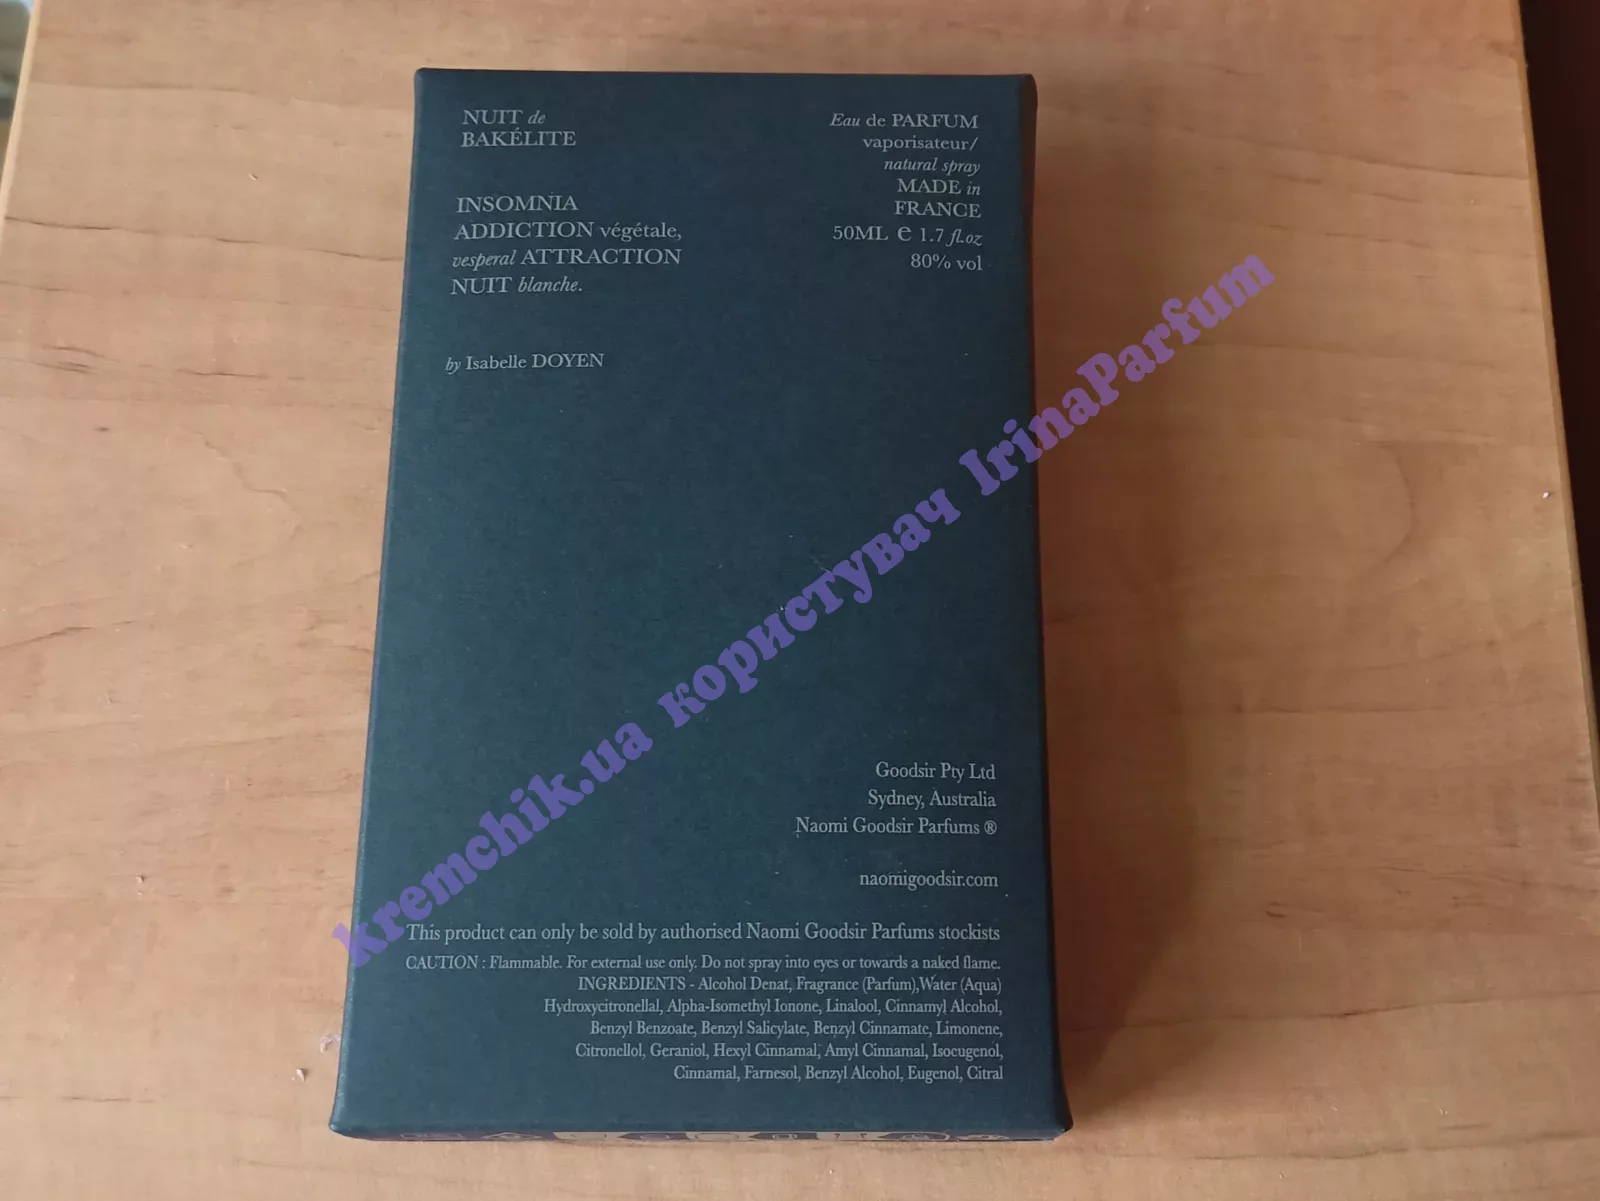 NUIT de
BAKÉLITE
INSOMNIA
ADDICTION végétale,
vesperal ATTRACTION
NUIT blanche.
by Isabelle DOYEN
Eau de PARFUM
vaporisateur/
natural spray
MADE in
FRANCE
50ML e 1.7 fl.oz
80% vol
kremchik.ua користувач IrinaParfum
Goodsir Pty Ltd
Sydney, Australia
Naomi Goodsir Parfums ®
naomigoodsir.com
This product can only be sold by authorised Naomi Goodsir Parfums stockists
CAUTION : Flammable. For external use only. Do not spray into eyes or towards a naked flame.
INGREDIENTS - Alcohol Denat, Fragrance (Parfum),Water (Aqua)
Hydroxycitronellal, Alpha-Isomethyl Ionone, Linalool, Cinnamyl Alcohol,
Benzyl Benzoate, Benzyl Salicylate, Benzyl Cinnamate, Limonene,
Citronellol, Geraniol, Hexyl Cinnamal, Amyl Cinnamal, Isoeugenol,
Cinnamal, Farnesol, Benzyl Alcohol, Eugenol, Citral